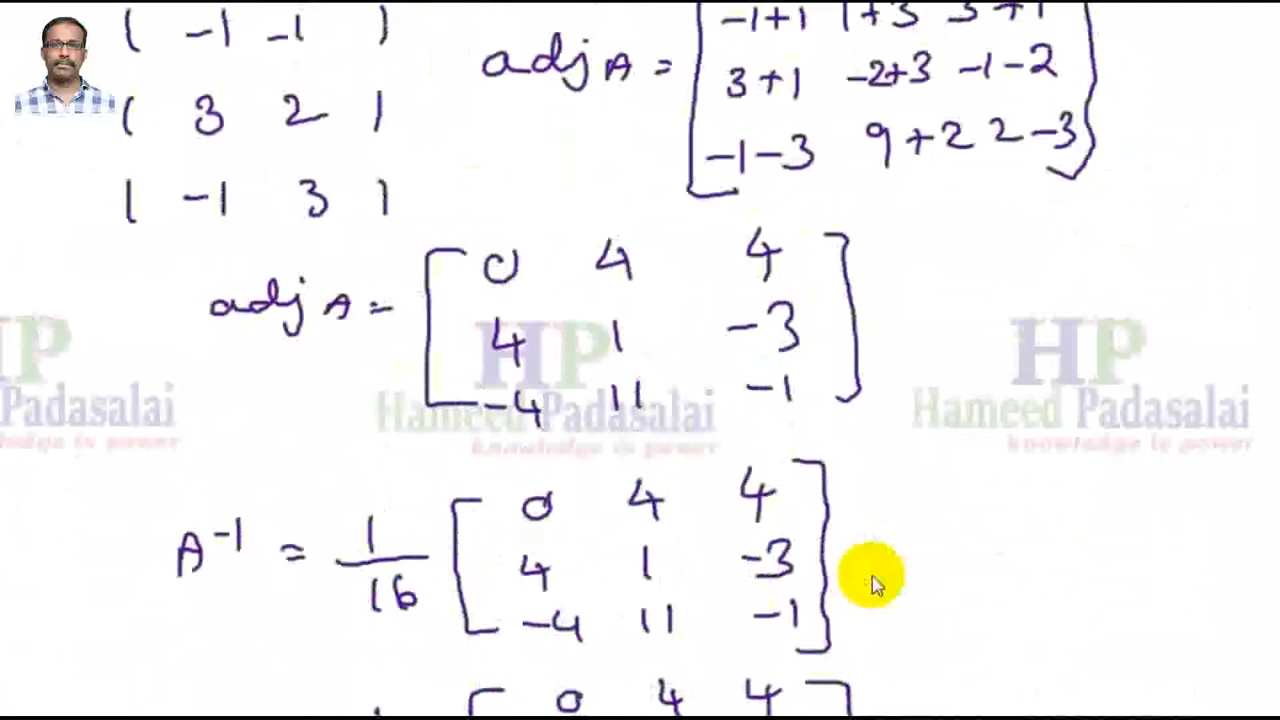 1 -1 -1 1
1 3 2 1
1 -1 3 1
adj A = [ -1+1 1+3 3+1
3+1 -2+3 -1-2
-1-3 9+2 2-3 ]
adj A = [ 0 4 4
4 1 -3
-4 11 -1 ]
A⁻¹ = 1/16 [ 0 4 4
4 1 -3
-4 11 -1 ]
[ 0 4 4 ]
HP
Padasalai
HP
Hameed Padasalai
knowledge is power
HP
Hameed Padasalai
knowledge is power